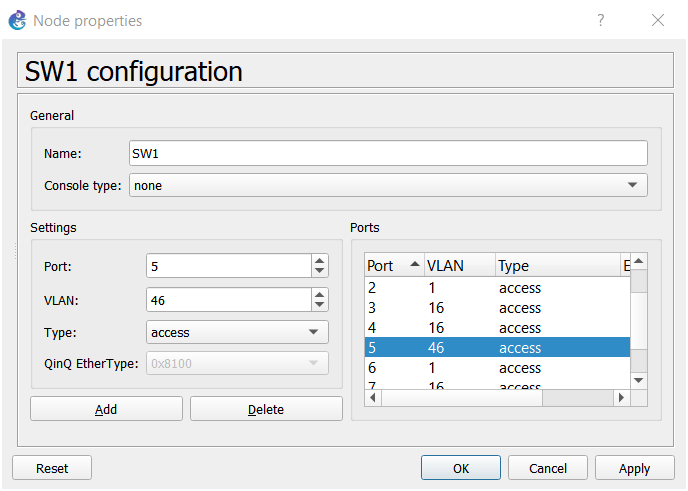 Node properties
?
SW1 configuration
General
Name: SW1
Console type: none
Settings
Port: 5
VLAN: 46
Type: access
QinQ EtherType: 0x8100
Add Delete
Ports
Port VLAN Type E
2 1 access
3 16 access
4 16 access
5 46 access
6 1 access
7 16 access
Reset OK Cancel Apply